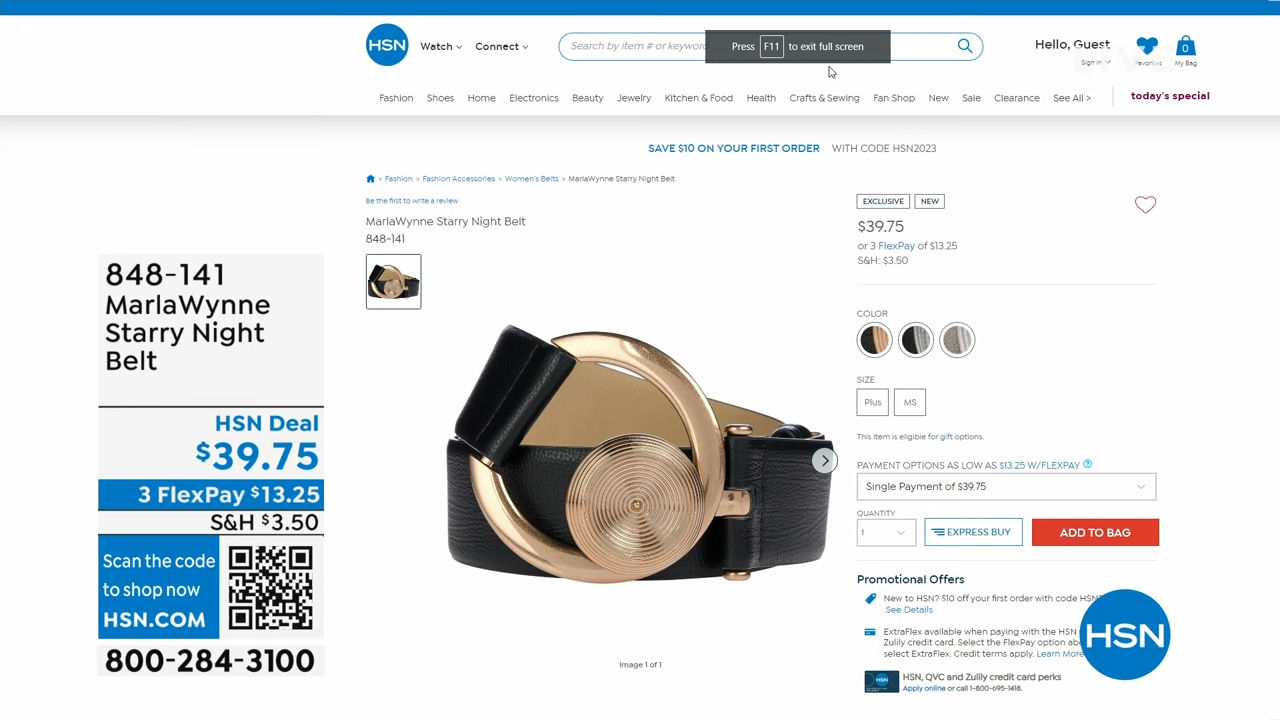 HSN
Watch
Connect
Search by item # or keyword
Press F11 to exit full screen
Hello, Guest
Sign In
Favorites
0
My Bag
Fashion Shoes Home Electronics Beauty Jewelry Kitchen & Food Health Crafts & Sewing Fan Shop New Sale Clearance See All >
today's special
SAVE $10 ON YOUR FIRST ORDER WITH CODE HSN2023
> Fashion > Fashion Accessories > Women's Belts > MarlaWynne Starry Night Belt
Be the first to write a review
MarlaWynne Starry Night Belt
848-141
EXCLUSIVE NEW
$39.75
or 3 FlexPay of $13.25
S&H: $3.50
COLOR
SIZE
Plus MS
This item is eligible for gift options.
PAYMENT OPTIONS AS LOW AS $13.25 W/FLEXPAY ?
Single Payment of $39.75
QUANTITY
1
EXPRESS BUY
ADD TO BAG
Promotional Offers
New to HSN? $10 off your first order with code
See Details
ExtraFlex available when paying with the HSN
Zulily credit card. Select the FlexPay option
select ExtraFlex. Credit terms apply. Learn More
HSN
HSN, QVC and Zulily credit card perks
Apply online or call 1-800-695-1418.
Image 1 of 1
848-141
MarlaWynne
Starry Night
Belt
HSN Deal
$39.75
3 FlexPay $13.25
S&H $3.50
Scan the code
to shop now
HSN.COM
800-284-3100
HSN